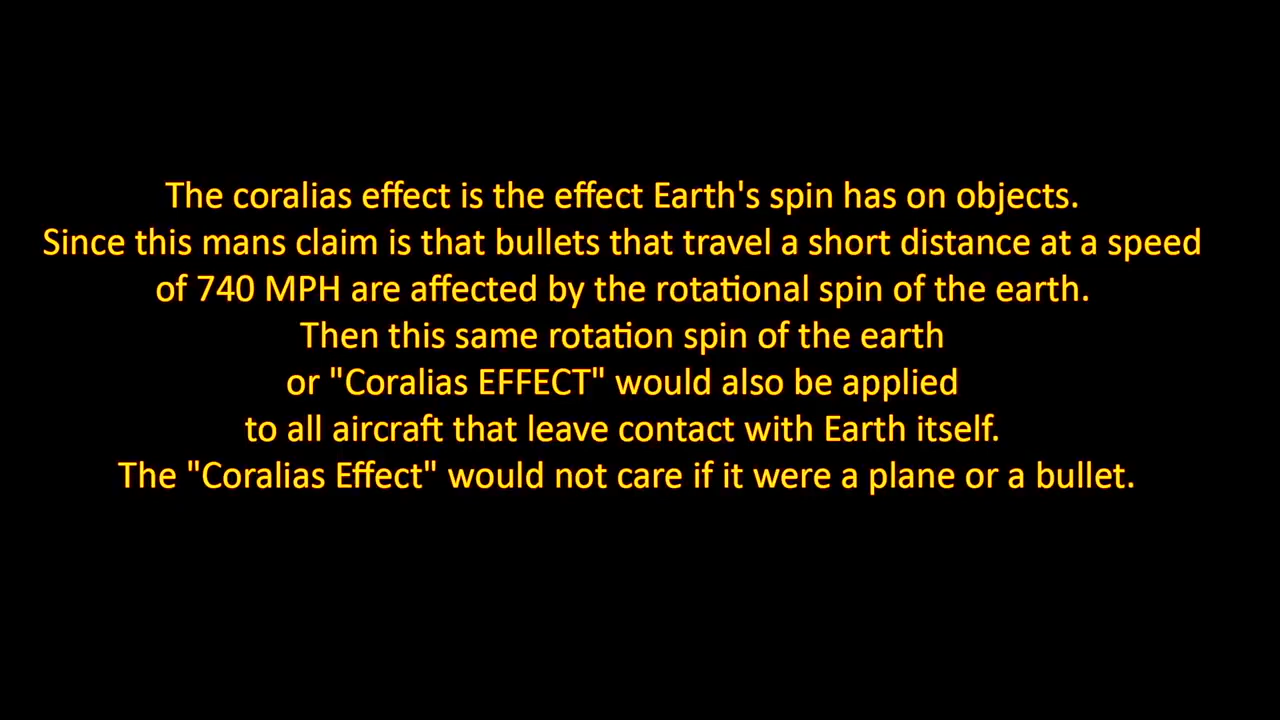 The coralias effect is the effect Earth's spin has on objects.
Since this mans claim is that bullets that travel a short distance at a speed
of 740 MPH are affected by the rotational spin of the earth.
Then this same rotation spin of the earth
or "Coralias EFFECT" would also be applied
to all aircraft that leave contact with Earth itself.
The "Coralias Effect" would not care if it were a plane or a bullet.